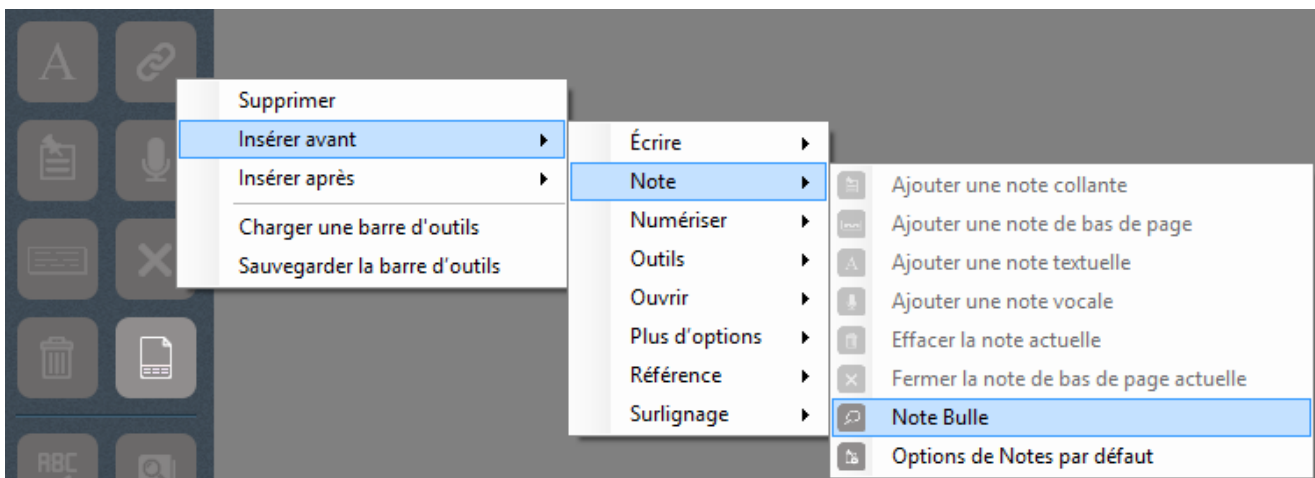 A
Supprimer
Insérer avant
Insérer après
Charger une barre d'outils
Sauvegarder la barre d'outils
Écrire
Note
Numériser
Outils
Ouvrir
Plus d'options
Référence
Surlignage
Ajouter une note collante
Ajouter une note de bas de page
A Ajouter une note textuelle
Ajouter une note vocale
Effacer la note actuelle
Fermer la note de bas de page actuelle
Note Bulle
Options de Notes par défaut
ABC